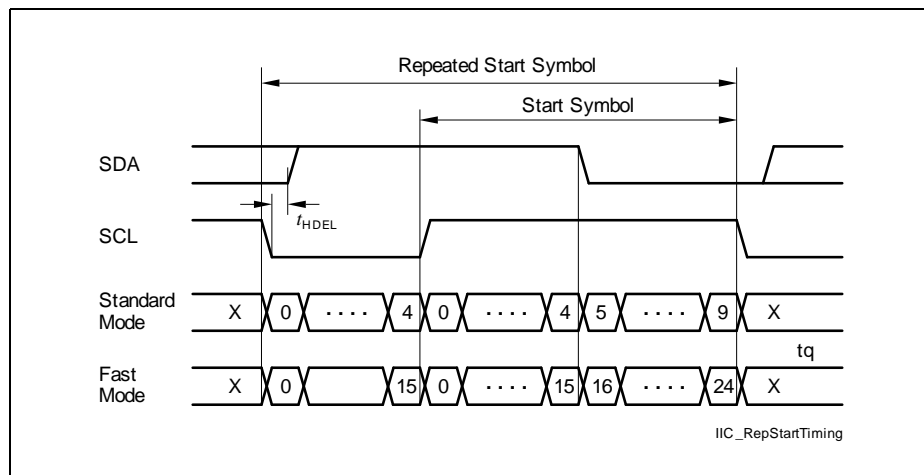 Repeated Start Symbol
Start Symbol
SDA
tHDEL
SCL
Standard Mode X 0 .... 4 0 .... 4 5 .... 9 X
tq
Fast Mode X 0 15 0 .... 15 16 .... 24 X
IIC_RepStartTiming